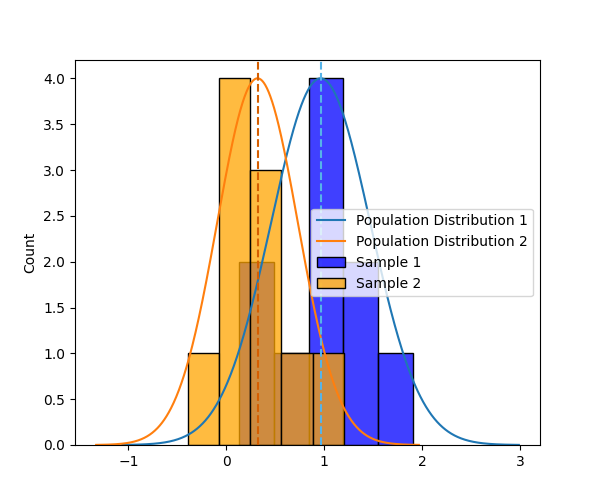 4.0
3.5
3.0
2.5
2.0
1.5
1.0
0.5
0.0
Count
Population Distribution 1
Population Distribution 2
Sample 1
Sample 2
−1 0 1 2 3